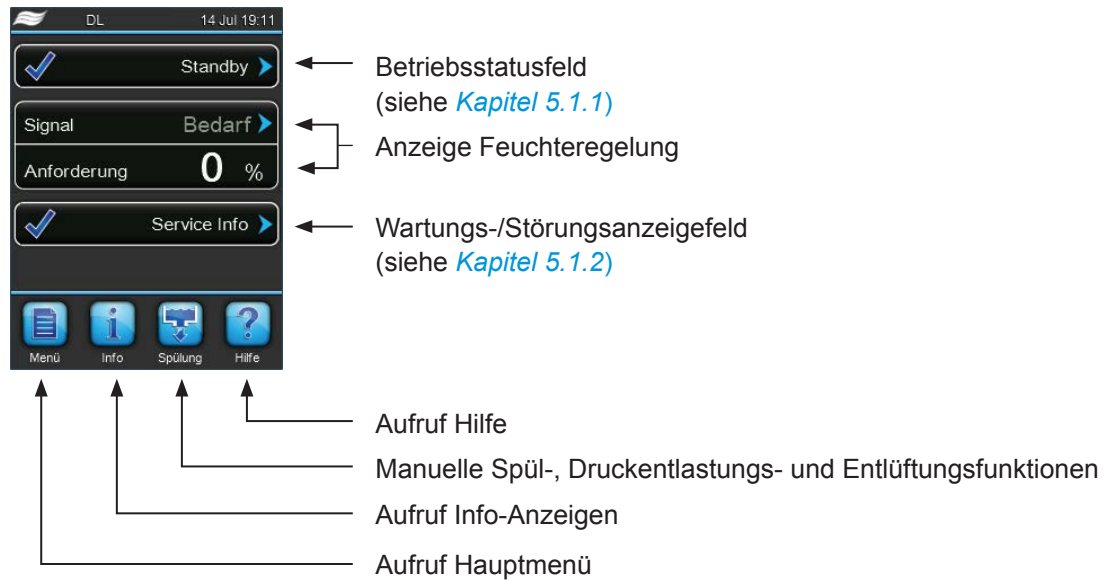 DL 14 Jul 19:11
Standby
Betriebsstatusfeld
(siehe Kapitel 5.1.1)
Signal Bedarf
Anzeige Feuchteregelung
Anforderung 0 %
Service Info
Wartungs-/Störungsanzeigefeld
(siehe Kapitel 5.1.2)
Menü Info Spülung Hilfe
Aufruf Hilfe
Manuelle Spül-, Druckentlastungs- und Entlüftungsfunktionen
Aufruf Info-Anzeigen
Aufruf Hauptmenü